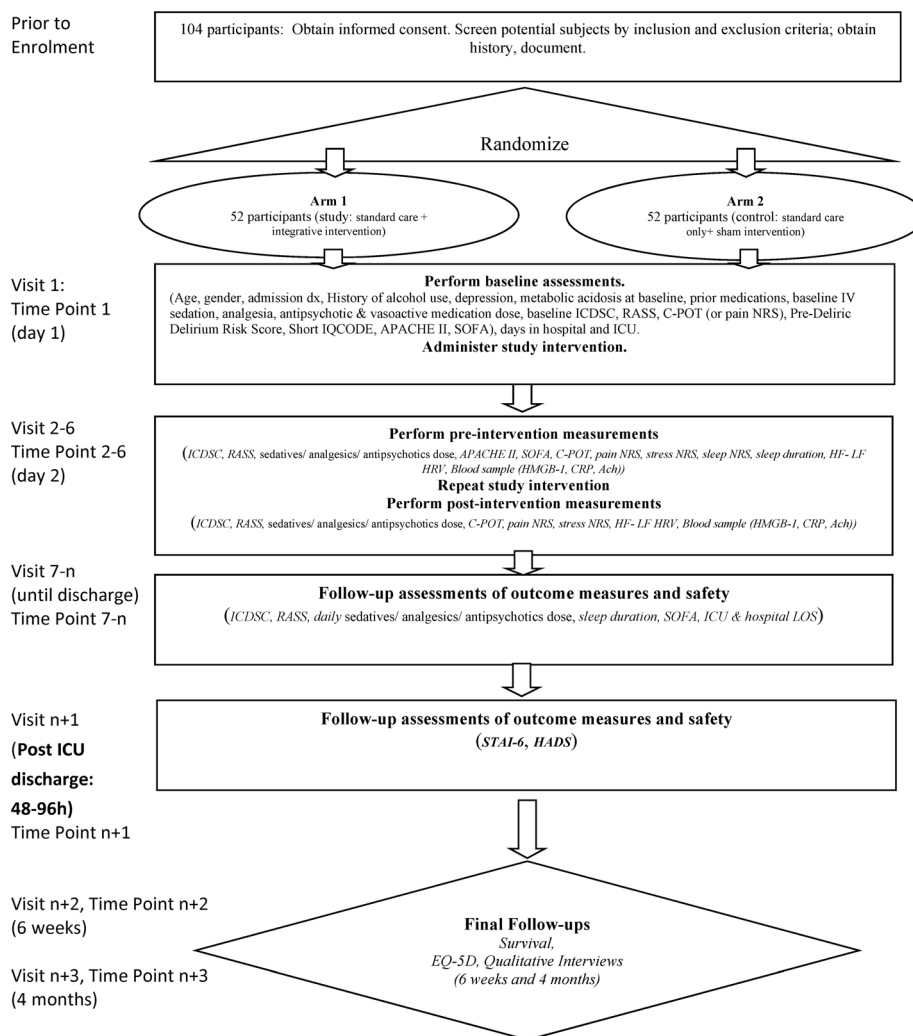 Prior to
Enrolment
104 participants: Obtain informed consent. Screen potential subjects by inclusion and exclusion criteria; obtain
history, document.
Randomize
Arm 1
52 participants (study: standard care +
integrative intervention)
Arm 2
52 participants (control: standard care
only+ sham intervention)
Visit 1:
Time Point 1
(day 1)
Perform baseline assessments.
(Age, gender, admission dx, History of alcohol use, depression, metabolic acidosis at baseline, prior medications, baseline IV
sedation, analgesia, antipsychotic & vasoactive medication dose, baseline ICDSC, RASS, C-POT (or pain NRS), Pre-Deliric
Delirium Risk Score, Short IQCODE, APACHE II, SOFA), days in hospital and ICU.
Administer study intervention.
Visit 2-6
Time Point 2-6
(day 2)
Perform pre-intervention measurements
(ICDSC, RASS, sedatives/ analgesics/ antipsychotics dose, APACHE II, SOFA, C-POT, pain NRS, stress NRS, sleep NRS, sleep duration, HF- LF
HRV, Blood sample (HMGB-1, CRP, Ach))
Repeat study intervention
Perform post-intervention measurements
(ICDSC, RASS, sedatives/ analgesics/ antipsychotics dose, C-POT, pain NRS, stress NRS, HF- LF HRV, Blood sample (HMGB-1, CRP, Ach))
Visit 7-n
(until discharge)
Time Point 7-n
Follow-up assessments of outcome measures and safety
(ICDSC, RASS, daily sedatives/ analgesics/ antipsychotics dose, sleep duration, SOFA, ICU & hospital LOS)
Visit n+1
(Post ICU
discharge:
48-96h)
Time Point n+1
Follow-up assessments of outcome measures and safety
(STAI-6, HADS)
Visit n+2, Time Point n+2
(6 weeks)
Visit n+3, Time Point n+3
(4 months)
Final Follow-ups
Survival,
EQ-5D, Qualitative Interviews
(6 weeks and 4 months)